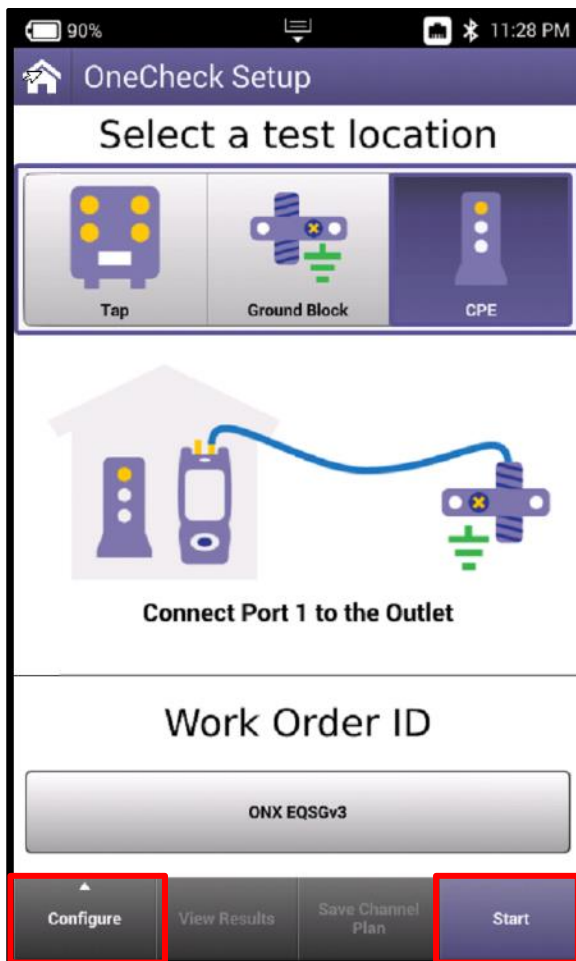 90%
11:28 PM
OneCheck Setup
Select a test location
Tap
Ground Block
CPE
Connect Port 1 to the Outlet
Work Order ID
ONX EQSGv3
Configure
View Results
Save Channel
Plan
Start